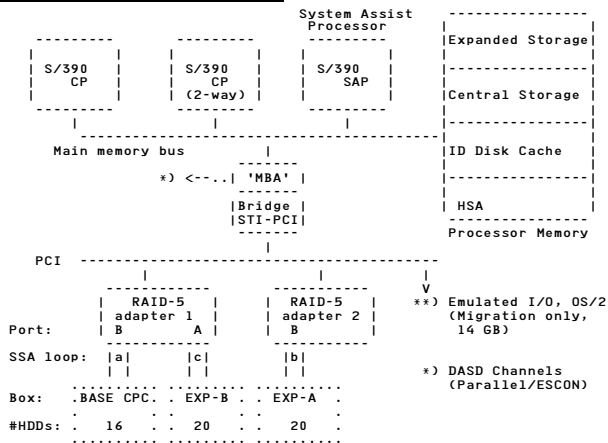 System Assist
Processor
Expanded Storage
S/390 S/390 S/390
CP CP SAP
(2-way) Central Storage
Main memory bus ID Disk Cache
*) <--..| 'MBA' |
Bridge HSA
STI-PCI
Processor Memory
PCI
V
RAID-5 RAID-5 **) Emulated I/O, OS/2
adapter 1 adapter 2 (Migration only,
Port: B A B 14 GB)
SSA loop: |a| |c| |b|
*) DASD Channels
(Parallel/ESCON)
Box: .BASE CPC. . EXP-B . . EXP-A .
#HDDs: . 16 . . 20 . . 20 .